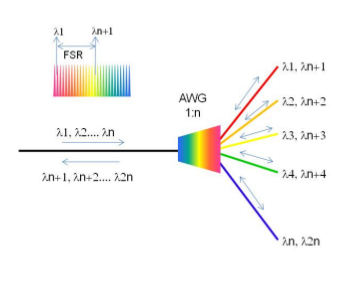 λ1 λn+1
FSR
AWG
1:n
λ1, λ2.... λn
λn+1, λn+2.... λ2n
λ1, λn+1
λ2, λn+2
λ3, λn+3
λ4, λn+4
λn, λ2n